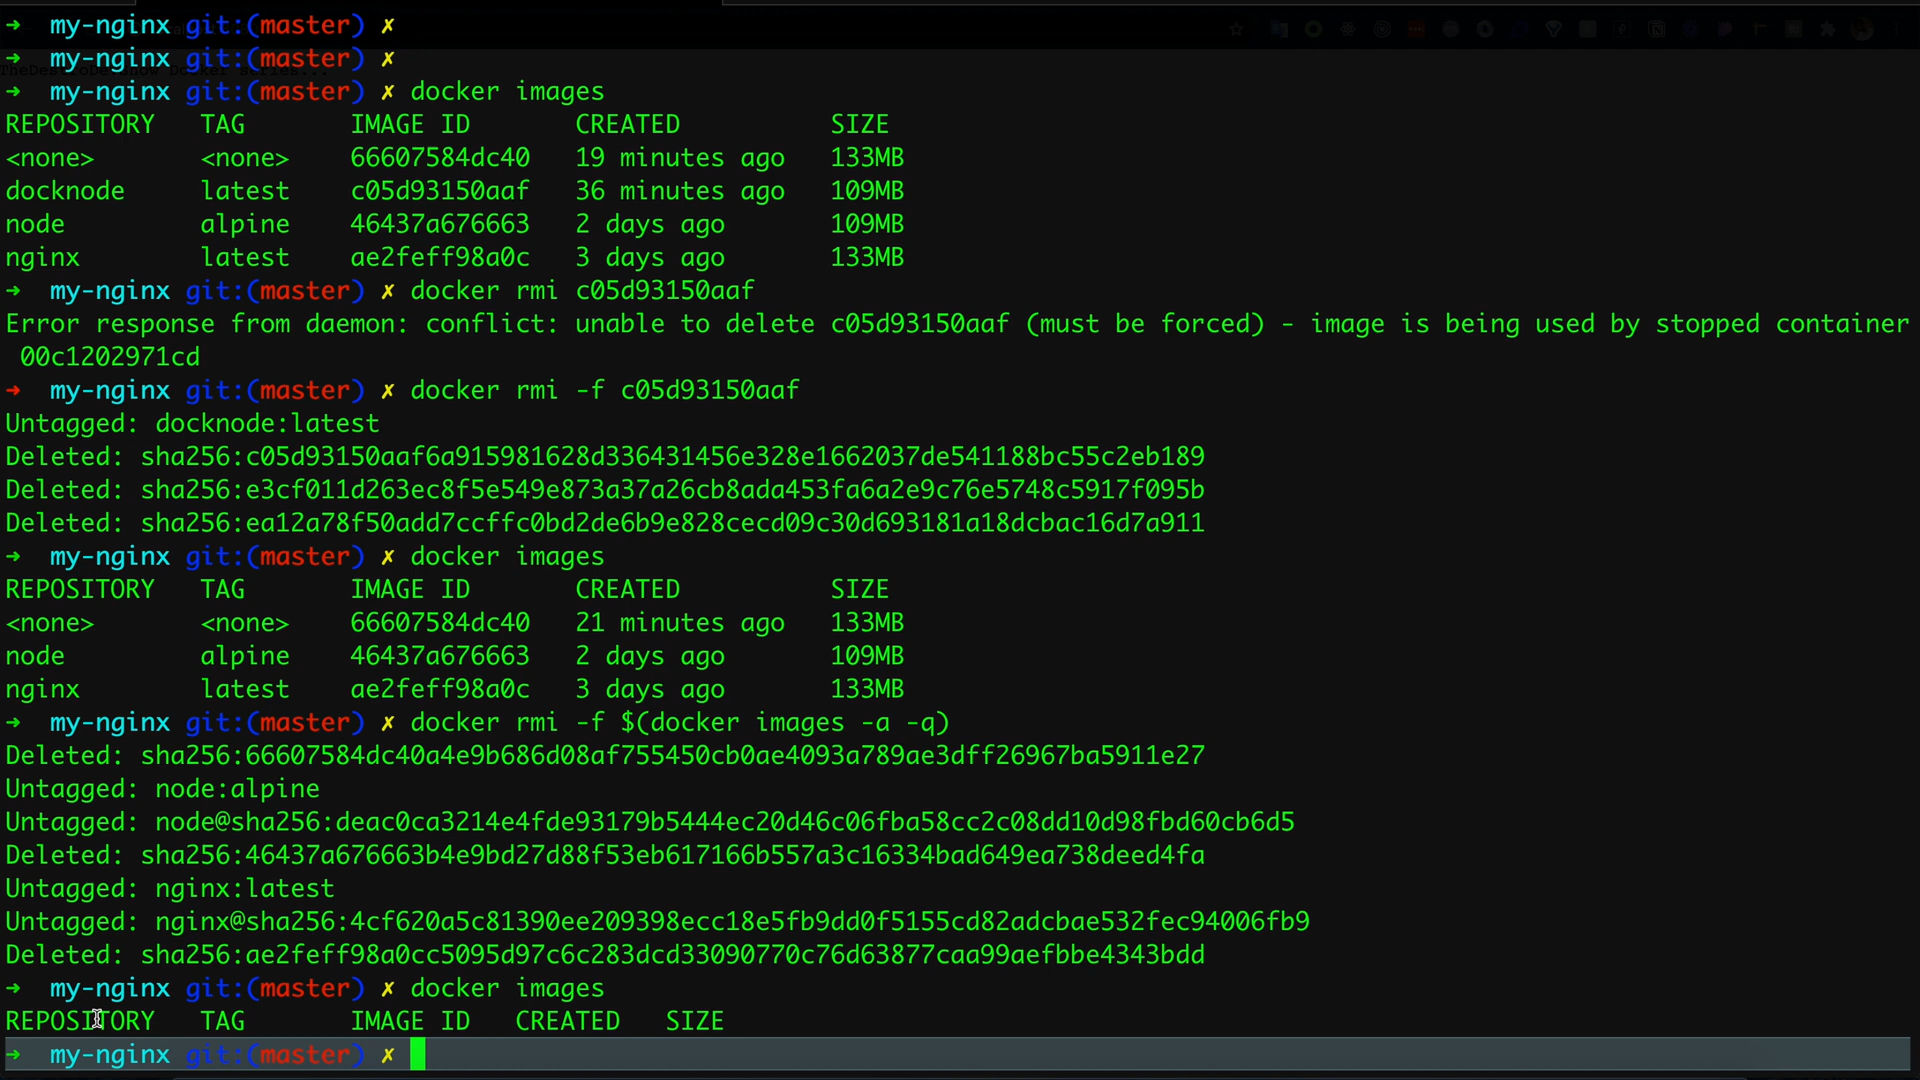 → my-nginx git:(master) ✗
→ my-nginx git:(master) ✗
→ my-nginx git:(master) ✗ docker images
REPOSITORY TAG IMAGE ID CREATED SIZE
<none> <none> 66607584dc40 19 minutes ago 133MB
docknode latest c05d93150aaf 36 minutes ago 109MB
node alpine 46437a676663 2 days ago 109MB
nginx latest ae2feff98a0c 3 days ago 133MB
→ my-nginx git:(master) ✗ docker rmi c05d93150aaf
Error response from daemon: conflict: unable to delete c05d93150aaf (must be forced) - image is being used by stopped container
00c1202971cd
→ my-nginx git:(master) ✗ docker rmi -f c05d93150aaf
Untagged: docknode:latest
Deleted: sha256:c05d93150aaf6a915981628d336431456e328e1662037de541188bc55c2eb189
Deleted: sha256:e3cf011d263ec8f5e549e873a37a26cb8ada453fa6a2e9c76e5748c5917f095b
Deleted: sha256:ea12a78f50add7ccffc0bd2de6b9e828cecd09c30d693181a18dcbac16d7a911
→ my-nginx git:(master) ✗ docker images
REPOSITORY TAG IMAGE ID CREATED SIZE
<none> <none> 66607584dc40 21 minutes ago 133MB
node alpine 46437a676663 2 days ago 109MB
nginx latest ae2feff98a0c 3 days ago 133MB
→ my-nginx git:(master) ✗ docker rmi -f $(docker images -a -q)
Deleted: sha256:66607584dc40a4e9b686d08af755450cb0ae4093a789ae3dff26967ba5911e27
Untagged: node:alpine
Untagged: node@sha256:deac0ca3214e4fde93179b5444ec20d46c06fba58cc2c08dd10d98fbd60cb6d5
Deleted: sha256:46437a676663b4e9bd27d88f53eb617166b557a3c16334bad649ea738deed4fa
Untagged: nginx:latest
Untagged: nginx@sha256:4cf620a5c81390ee209398ecc18e5fb9dd0f5155cd82adcbae532fec94006fb9
Deleted: sha256:ae2feff98a0cc5095d97c6c283dcd33090770c76d63877caa99aefbbe4343bdd
→ my-nginx git:(master) ✗ docker images
REPOSITORY TAG IMAGE ID CREATED SIZE
→ my-nginx git:(master) ✗